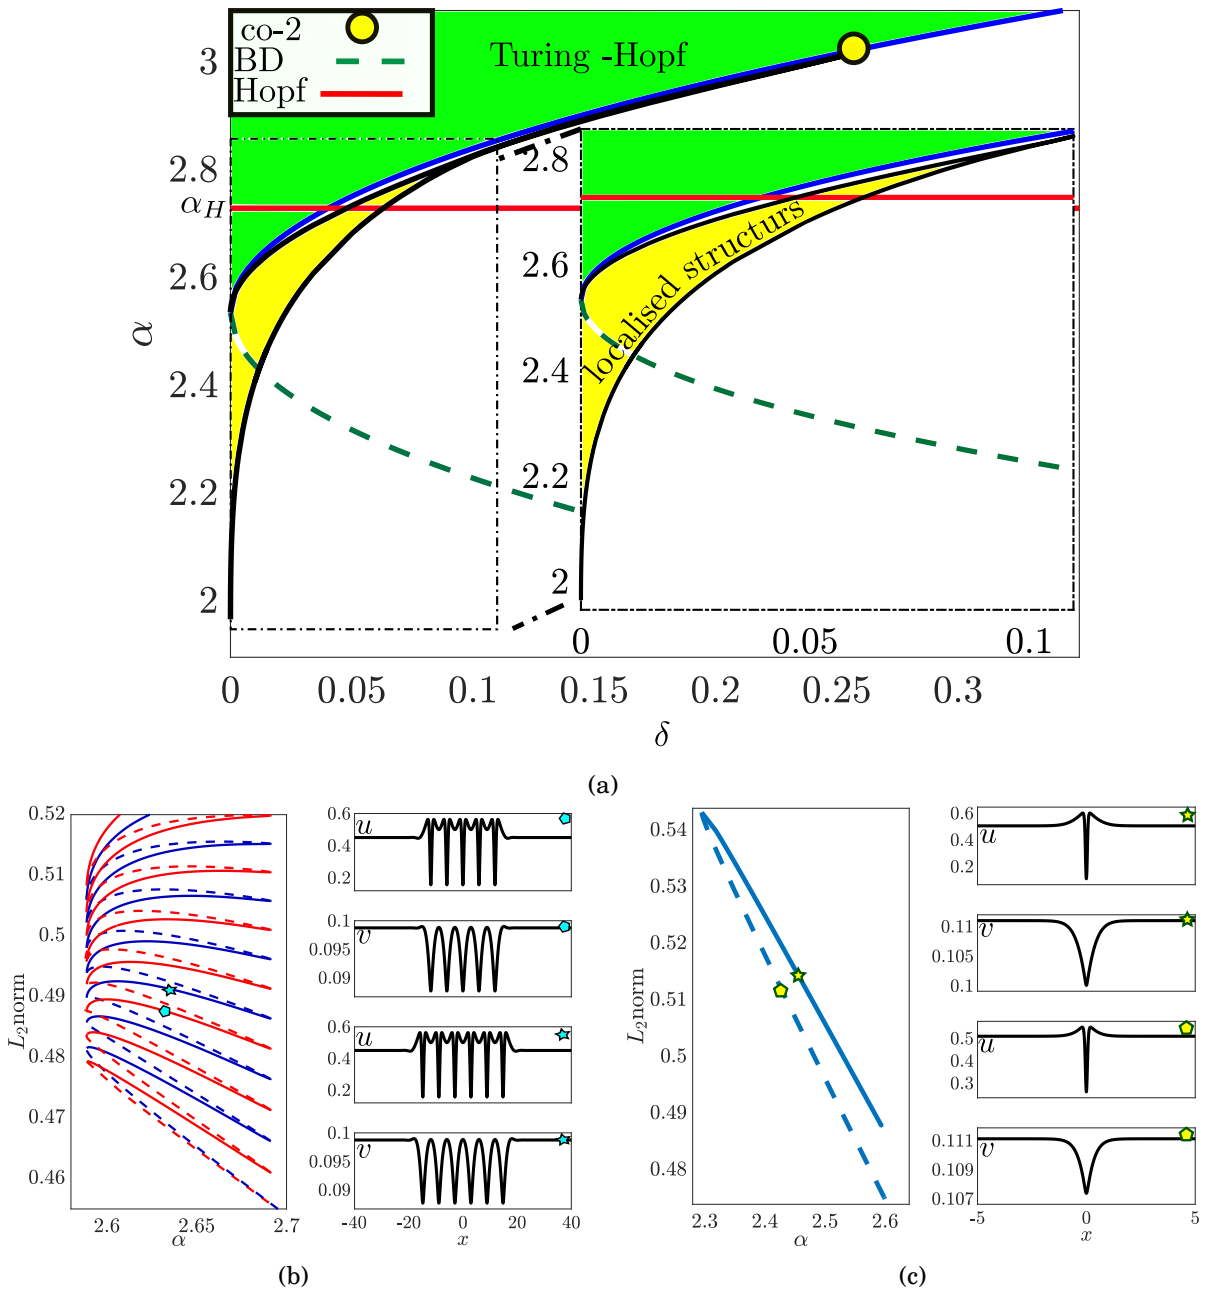 co-2
BD
Hopf
Turing -Hopf
3
2.8
α_H
2.6
2.4
2.2
2
α
2.8
2.6
2.4
2.2
2
localised structurs
0 0.05 0.1
0 0.05 0.1 0.15 0.2 0.25 0.3
δ
(a)
0.52
0.51
0.5
0.49
0.48
0.47
0.46
L₂norm
2.6 2.65 2.7
α
0.6
0.4
0.2
u
0.1
0.095
0.09
v
0.6
0.4
0.2
u
0.1
0.095
0.09
v
-40 -20 0 20 40
x
(b)
0.54
0.53
0.52
0.51
0.5
0.49
0.48
L₂norm
2.3 2.4 2.5 2.6
α
0.6
0.4
0.2
u
0.11
0.105
0.1
v
0.5
0.4
0.3
u
0.111
0.109
0.107
v
-5 0 5
x
(c)